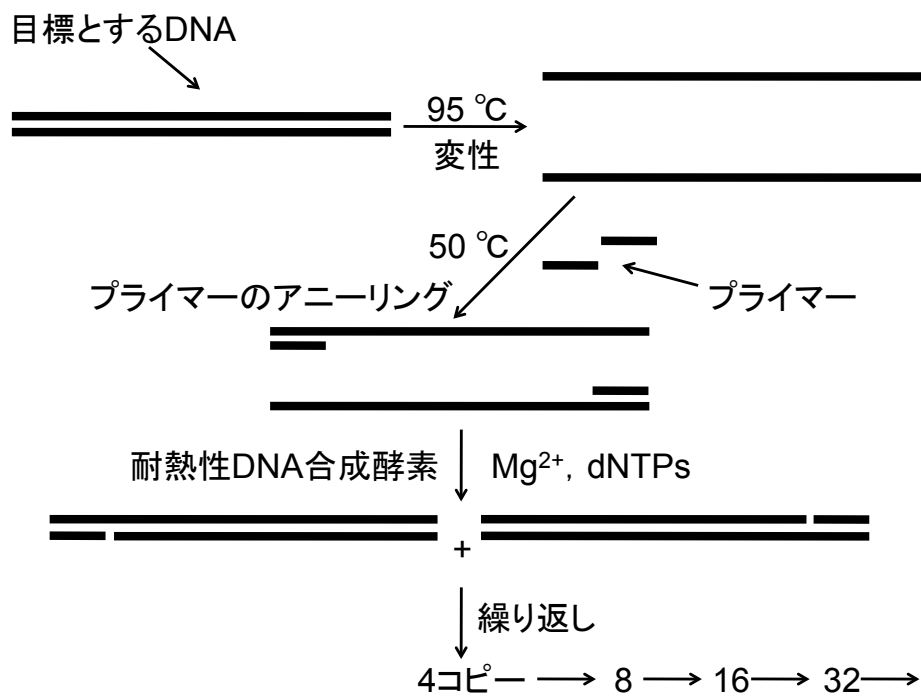 目標とするDNA
95 ℃
変性
50 ℃
プライマーのアニーリング
プライマー
耐熱性DNA合成酵素
Mg²⁺, dNTPs
+
繰り返し
4コピー → 8 → 16 → 32 →